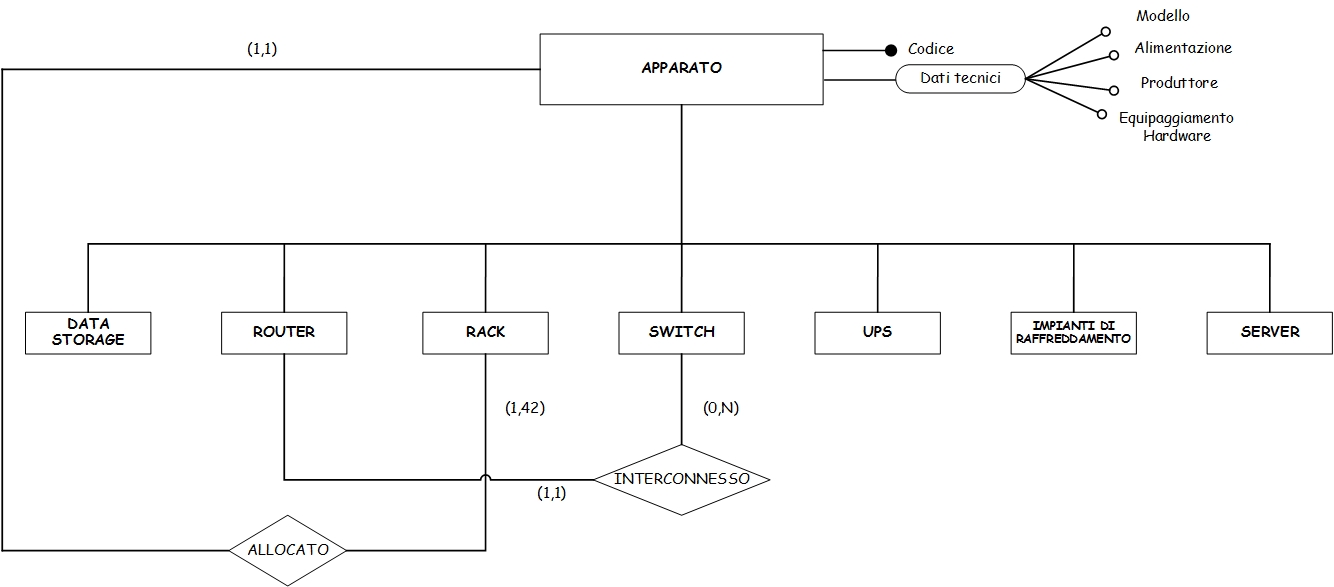 Modello
(1,1)
Codice
Alimentazione
APPARATO
Dati tecnici
Produttore
Equipaggiamento
Hardware
DATA
STORAGE
ROUTER
RACK
SWITCH
UPS
IMPIANTI DI
RAFFREDDAMENTO
SERVER
(1,42)
(0,N)
INTERCONNESSO
(1,1)
ALLOCATO